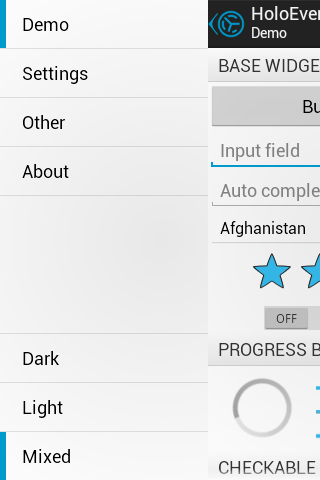 Demo
Settings
Other
About
Dark
Light
Mixed
HoloEver
Demo
BASE WIDGE
Bu
Input field
Auto comple
Afghanistan
OFF
PROGRESS B
CHECKABLE